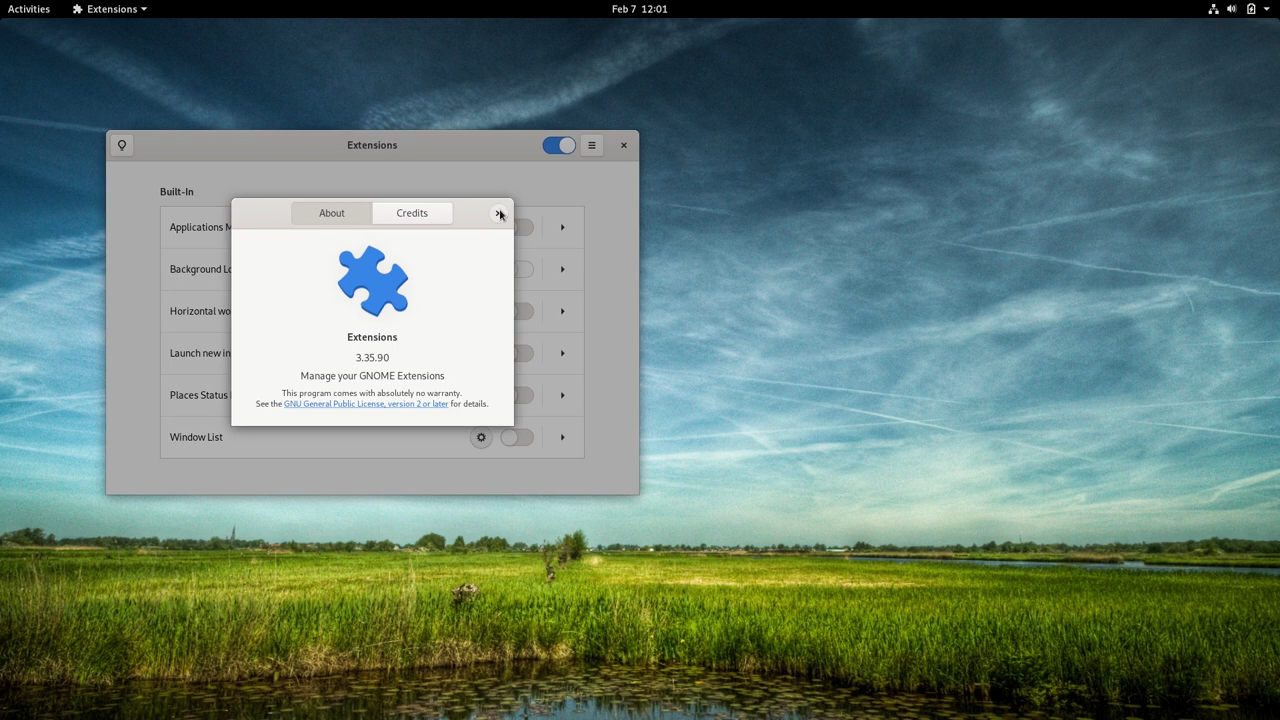 Activities
Extensions
Feb 7 12:01
Extensions
Built-In
Applications M
Background Lo
Horizontal wo
Launch new in
Places Status
Window List
About
Credits
Extensions
3.35.90
Manage your GNOME Extensions
This program comes with absolutely no warranty.
See the GNU General Public License, version 2 or later for details.